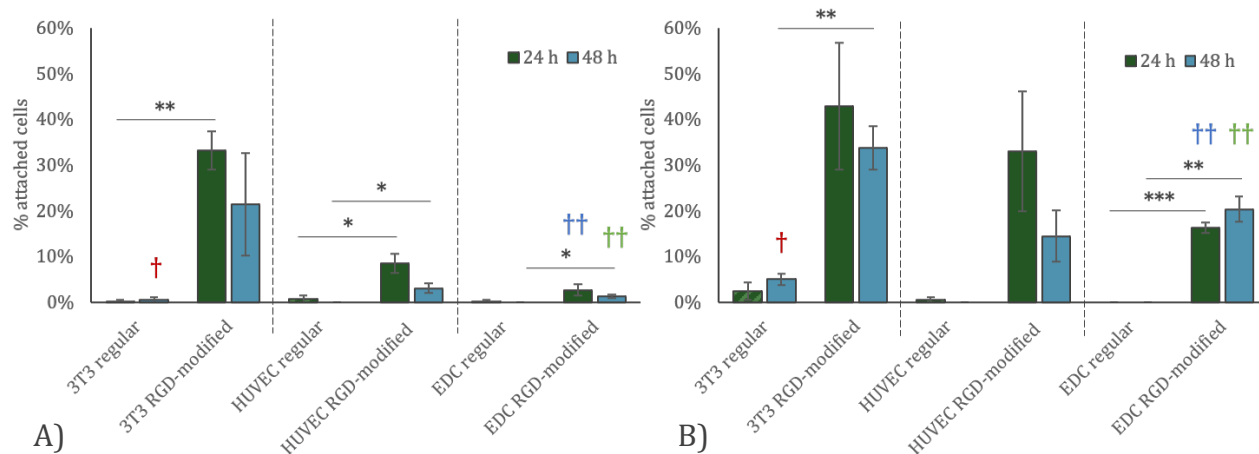 60%
50%
40%
30%
20%
10%
0%
% attached cells
24 h 48 h
**
†
*
*
††
††
*
3T3 regular
3T3 RGD-modified
HUVEC regular
HUVEC RGD-modified
EDC regular
EDC RGD-modified
A)
60%
50%
40%
30%
20%
10%
0%
% attached cells
**
24 h 48 h
†
††
††
**
***
3T3 regular
3T3 RGD-modified
HUVEC regular
HUVEC RGD-modified
EDC regular
EDC RGD-modified
B)